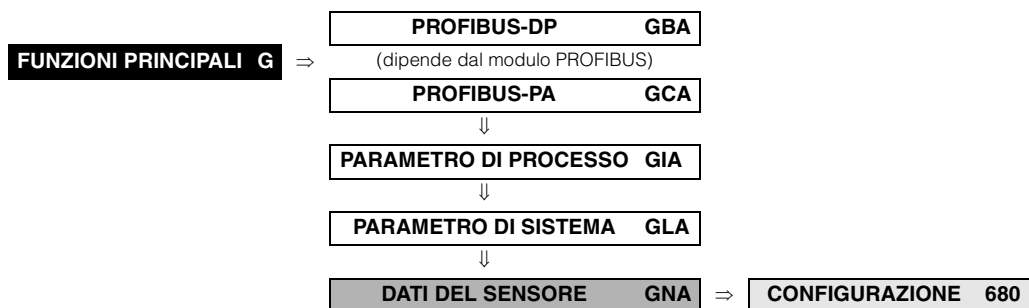 PROFIBUS-DP GBA
FUNZIONI PRINCIPALI G ⇒ (dipende dal modulo PROFIBUS)
PROFIBUS-PA GCA
⇓
PARAMETRO DI PROCESSO GIA
⇓
PARAMETRO DI SISTEMA GLA
⇓
DATI DEL SENSORE GNA ⇒ CONFIGURAZIONE 680